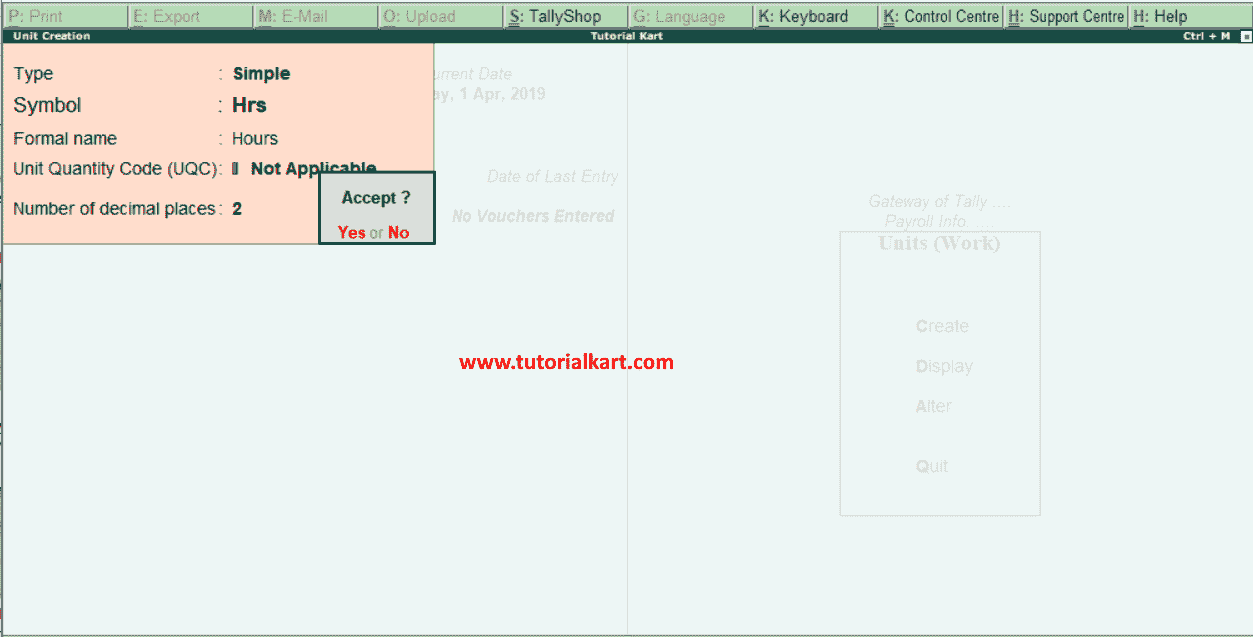 P: Print E: Export M: E-Mail O: Upload S: TallyShop G: Language K: Keyboard K: Control Centre H: Support Centre H: Help
Unit Creation Tutorial Kart Ctrl + M
Type : Simple
Symbol : Hrs
Formal name : Hours
Unit Quantity Code (UQC): Not Applicable
Number of decimal places : 2
Accept ?
Yes or No
urrent Date
ay, 1 Apr, 2019
Date of Last Entry
No Vouchers Entered
Gateway of Tally ....
Payroll Info. ....
Units (Work)
Create
Display
Alter
Quit
www.tutorialkart.com